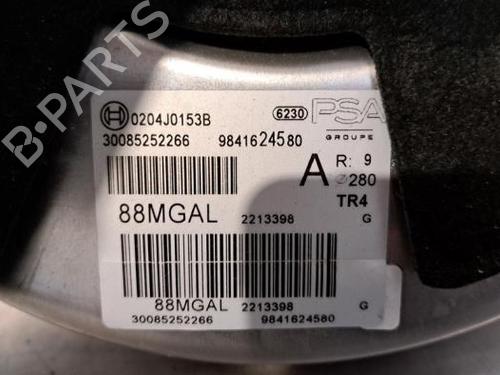 B-PARTS
0204J0153B 6230 PSA
GROUPE
30085252266 9841624580
A R: 9
⌀280
TR4
88MGAL 2213398 G
88MGAL 2213398 G
30085252266 9841624580